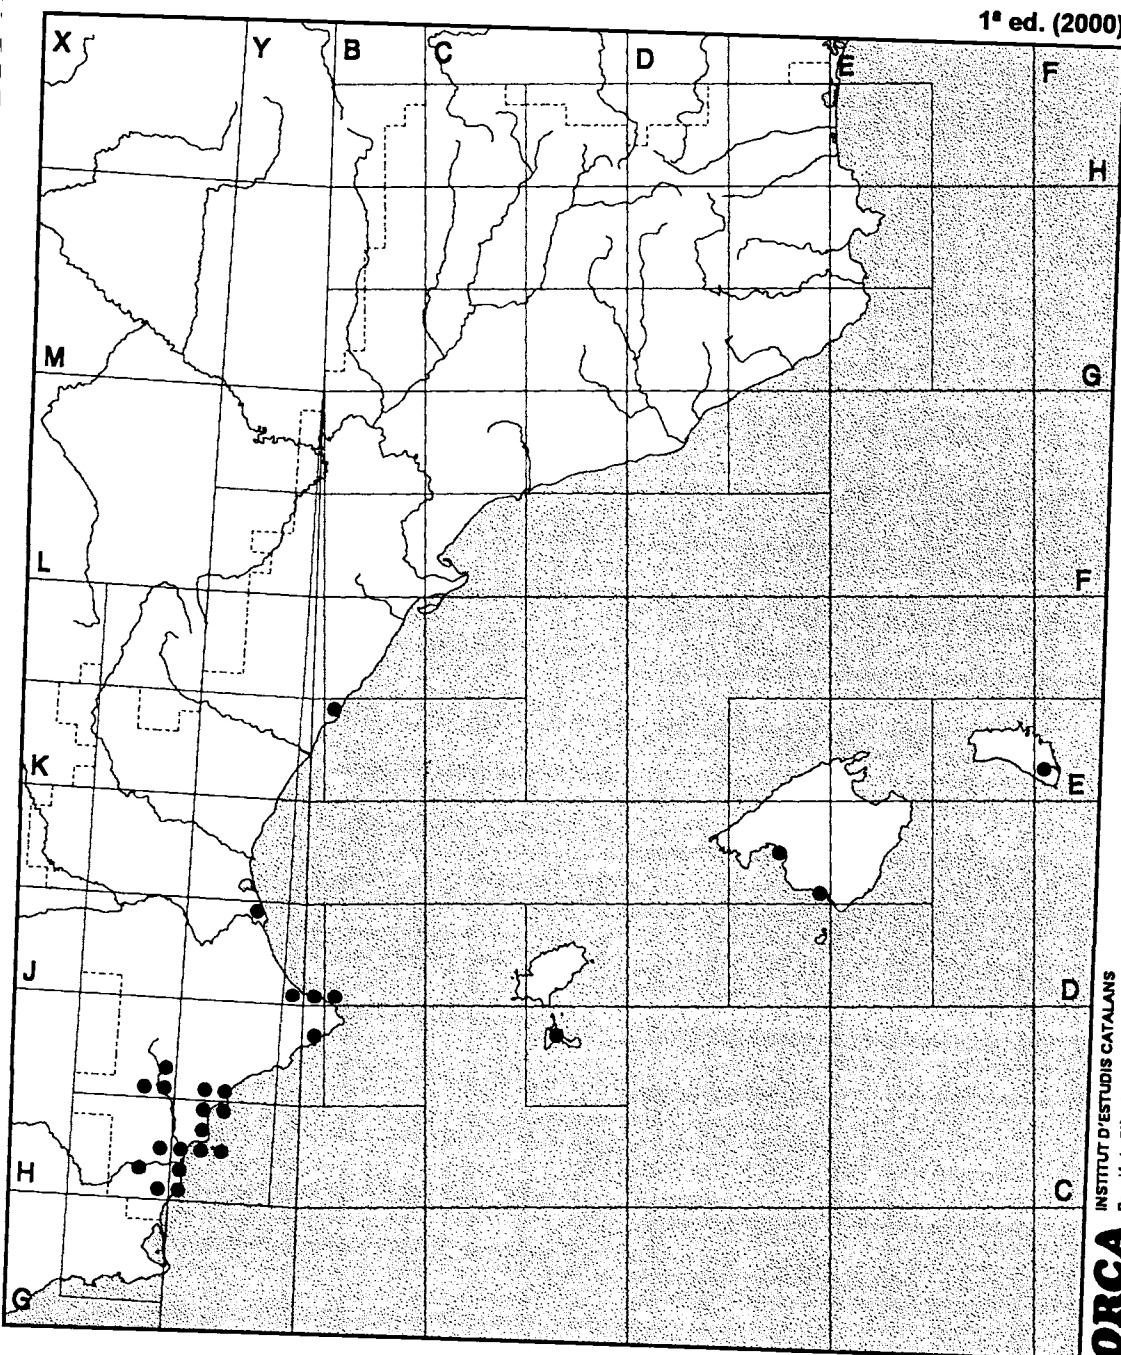 1ª ed. (2000)
X Y B C D E F
H
M
G
L
F
K
E
J
D
H
C
G
ORCA
INSTITUT D'ESTUDIS CATALANS